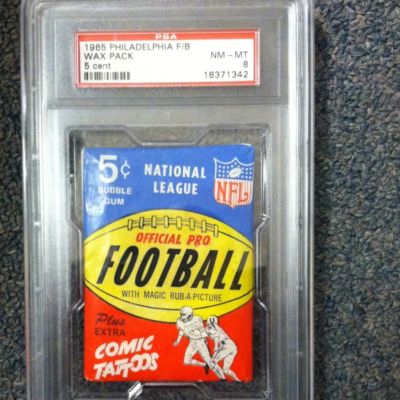 PSA
1965 PHILADELPHIA F/B
WAX PACK
NM-MT
5 cent
8
18371342
5¢
BUBBLE
GUM
NATIONAL
LEAGUE
NFL
OFFICIAL PRO
FOOTBALL
WITH MAGIC RUB-A-PICTURE
Plus
EXTRA
COMIC
TATTOOS